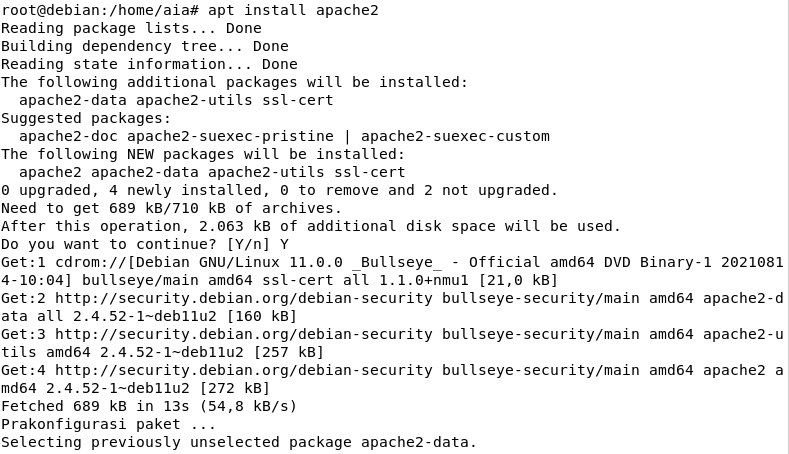 root@debian:/home/aia# apt install apache2
Reading package lists... Done
Building dependency tree... Done
Reading state information... Done
The following additional packages will be installed:
  apache2-data apache2-utils ssl-cert
Suggested packages:
  apache2-doc apache2-suexec-pristine | apache2-suexec-custom
The following NEW packages will be installed:
  apache2 apache2-data apache2-utils ssl-cert
0 upgraded, 4 newly installed, 0 to remove and 2 not upgraded.
Need to get 689 kB/710 kB of archives.
After this operation, 2.063 kB of additional disk space will be used.
Do you want to continue? [Y/n] Y
Get:1 cdrom://[Debian GNU/Linux 11.0.0 _Bullseye_ - Official amd64 DVD Binary-1 2021081
4-10:04] bullseye/main amd64 ssl-cert all 1.1.0+nmu1 [21,0 kB]
Get:2 http://security.debian.org/debian-security bullseye-security/main amd64 apache2-d
ata all 2.4.52-1~deb11u2 [160 kB]
Get:3 http://security.debian.org/debian-security bullseye-security/main amd64 apache2-u
tils amd64 2.4.52-1~deb11u2 [257 kB]
Get:4 http://security.debian.org/debian-security bullseye-security/main amd64 apache2 a
md64 2.4.52-1~deb11u2 [272 kB]
Fetched 689 kB in 13s (54,8 kB/s)
Prakonfigurasi paket ...
Selecting previously unselected package apache2-data.